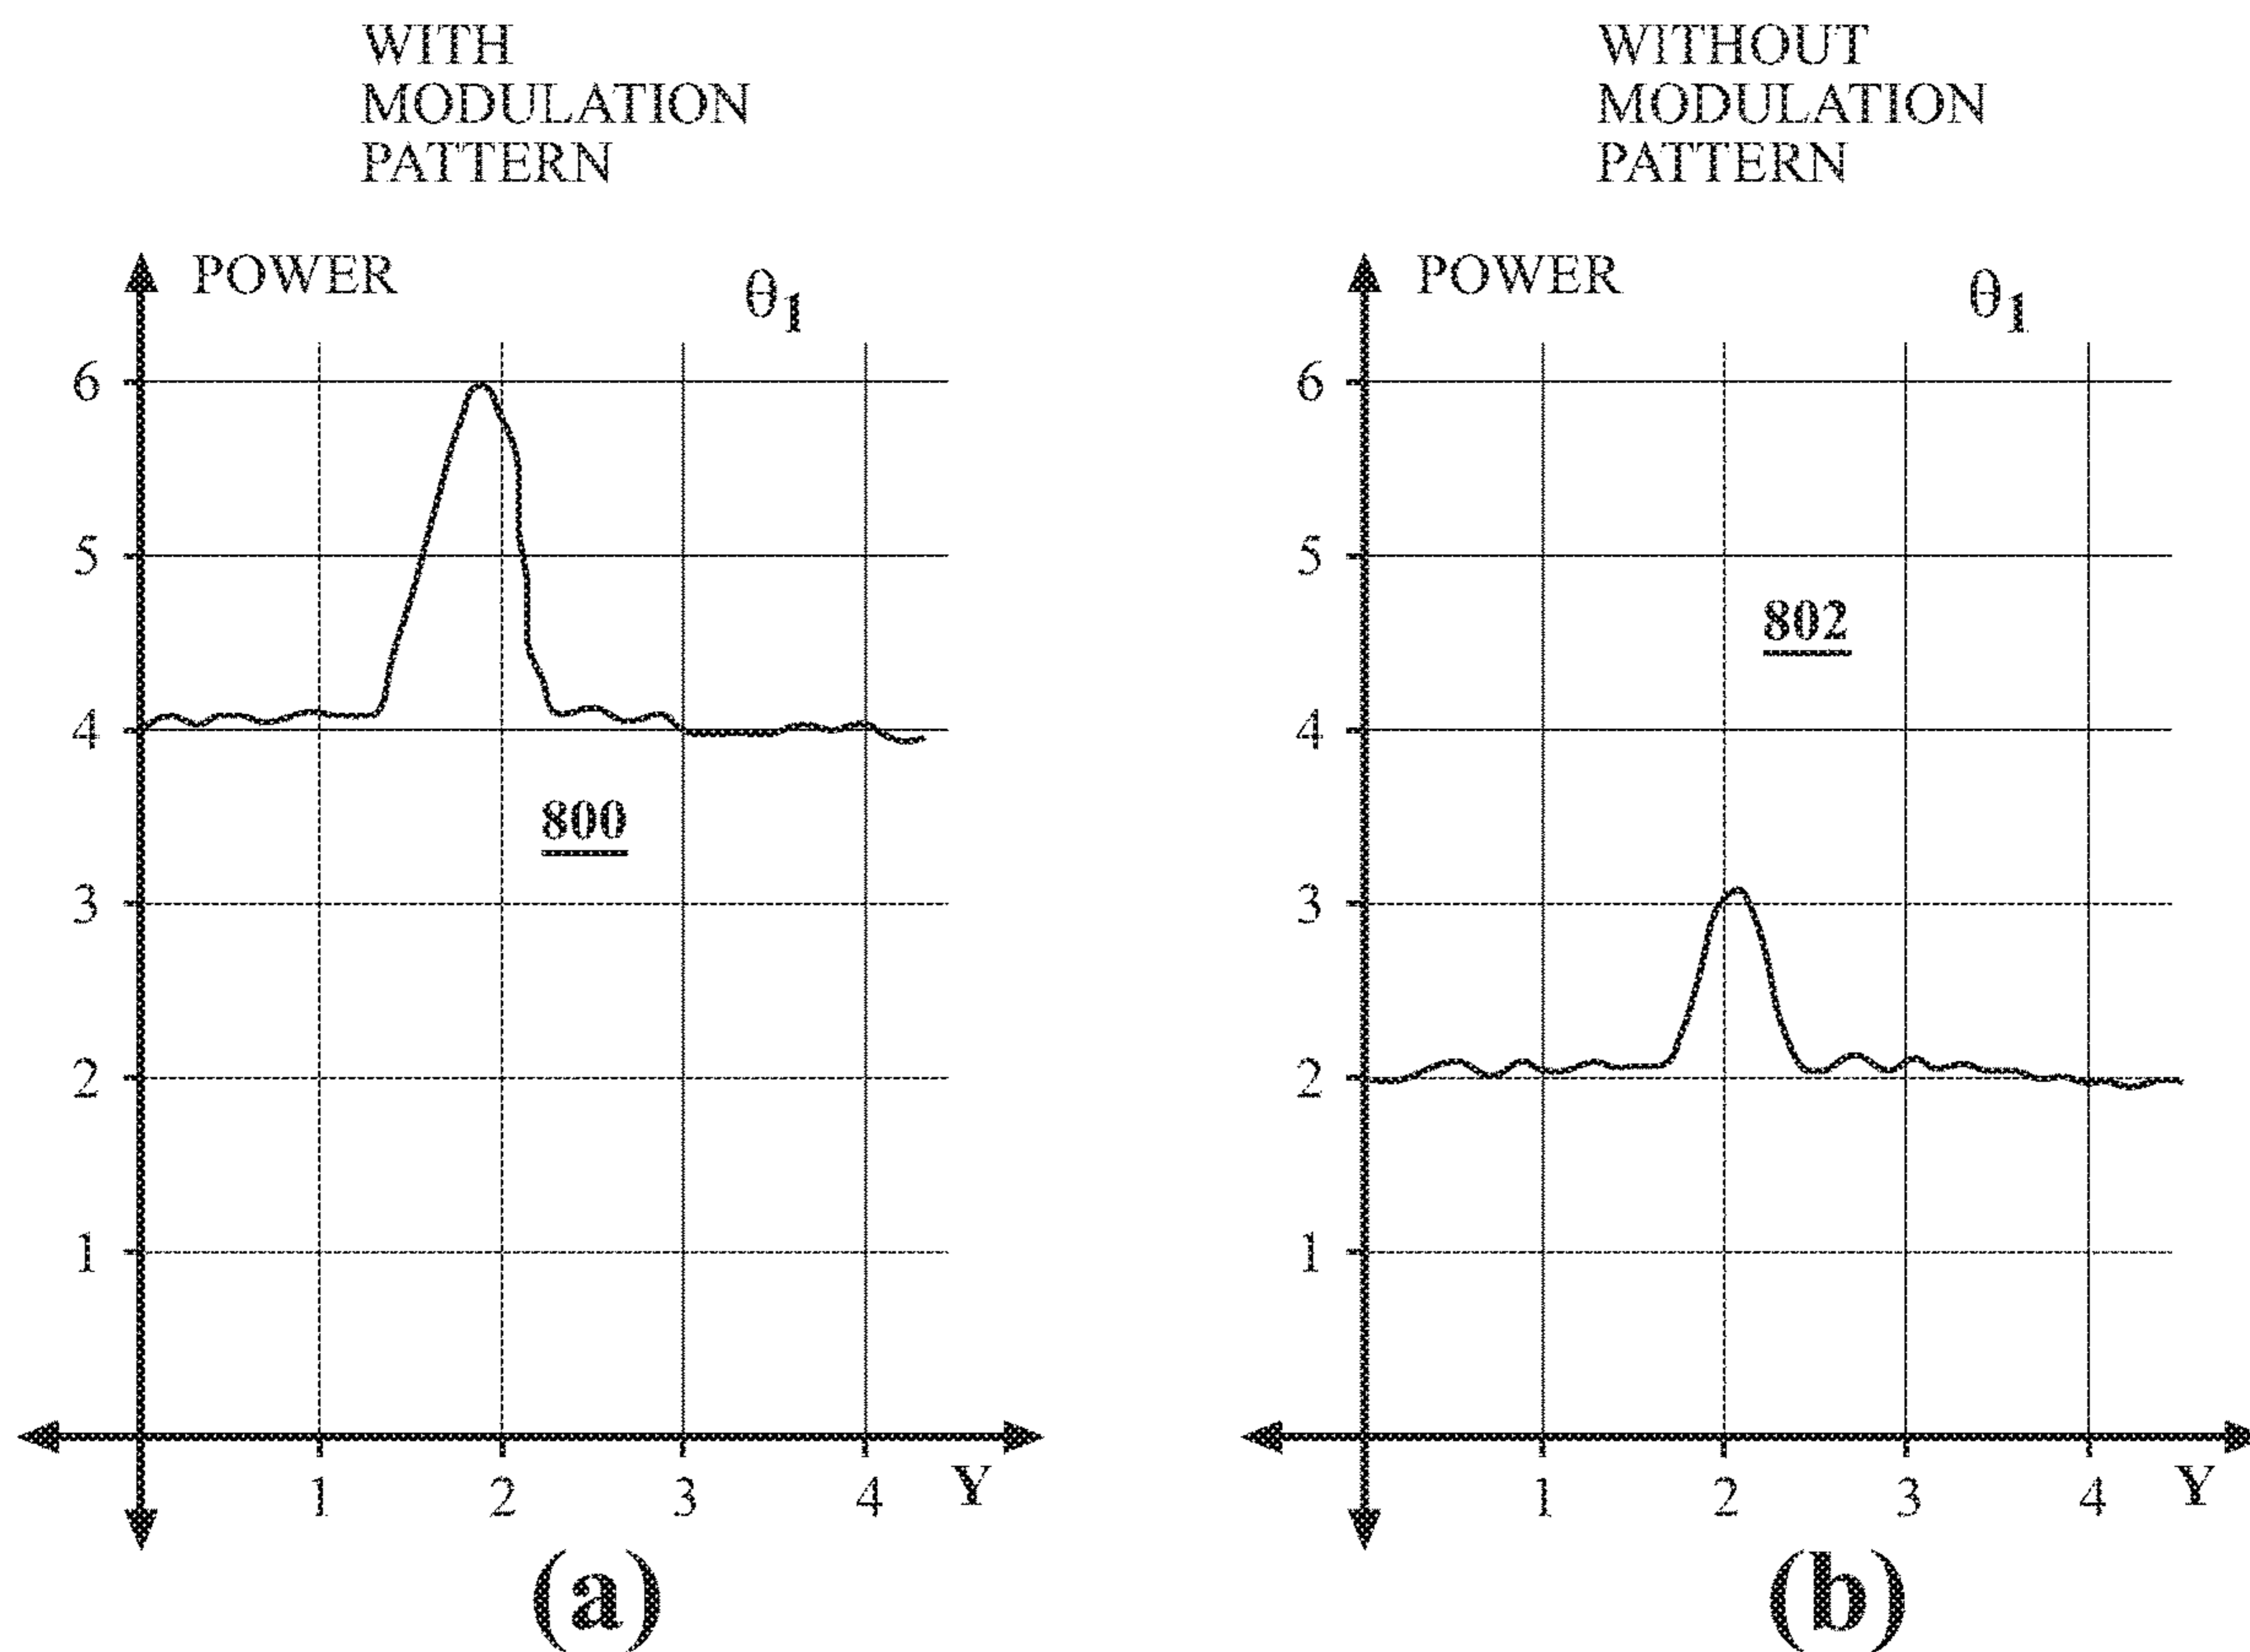 WITH
MODULATION
PATTERN
POWER
θ1
6
5
4
3
2
1
800
1 2 3 4 Y
(a)
WITHOUT
MODULATION
PATTERN
POWER
θ1
6
5
802
4
3
2
1
1 2 3 4 Y
(b)